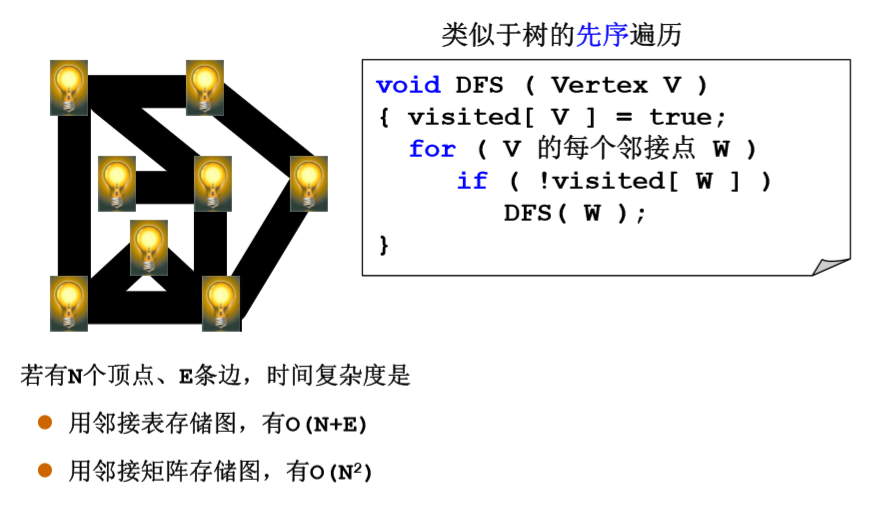 类似于树的先序遍历
void DFS ( Vertex V )
{ visited[ V ] = true;
for ( V 的每个邻接点 W )
if ( !visited[ W ] )
DFS( W );
}
若有N个顶点、E条边，时间复杂度是
用邻接表存储图，有O(N+E)
用邻接矩阵存储图，有O(N²)